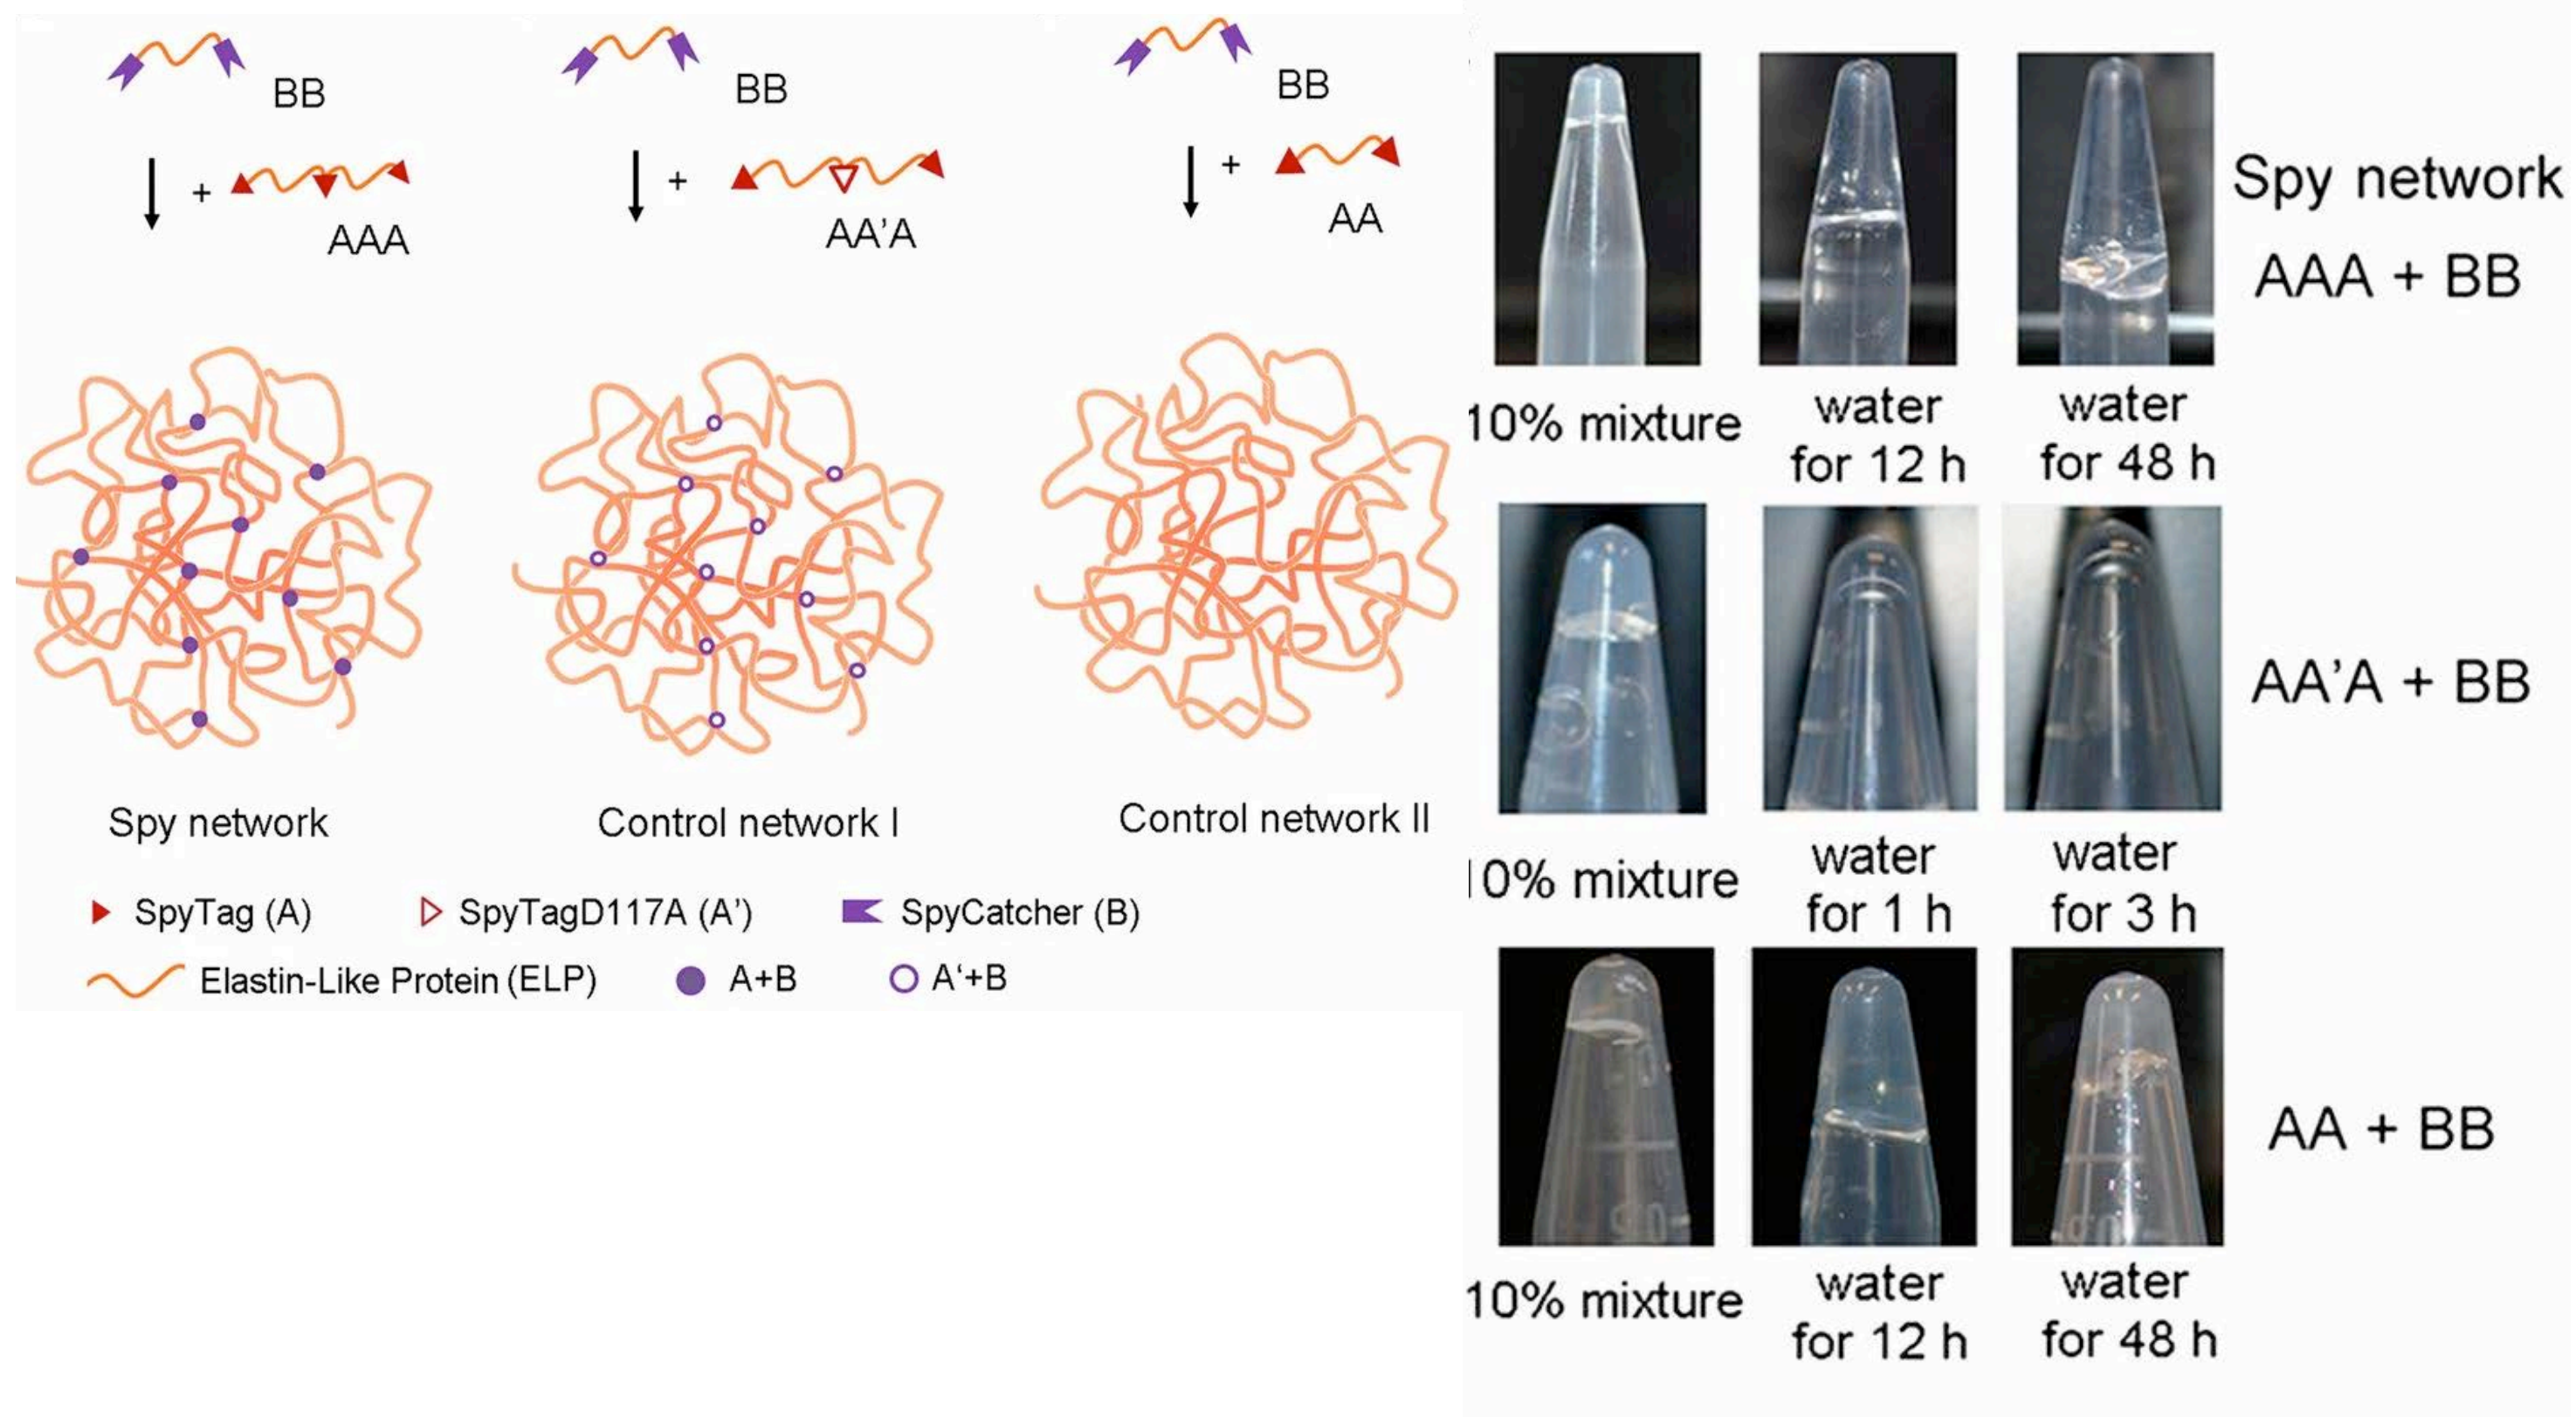 BB
+
AAA
BB
+
AA’A
BB
+
AA
Spy network
Control network I
Control network II
SpyTag (A)
SpyTagD117A (A’)
SpyCatcher (B)
Elastin-Like Protein (ELP)
A+B
A‘+B
Spy network
AAA + BB
10% mixture
water
for 12 h
water
for 48 h
AA’A + BB
10% mixture
water
for 1 h
water
for 3 h
AA + BB
10% mixture
water
for 12 h
water
for 48 h